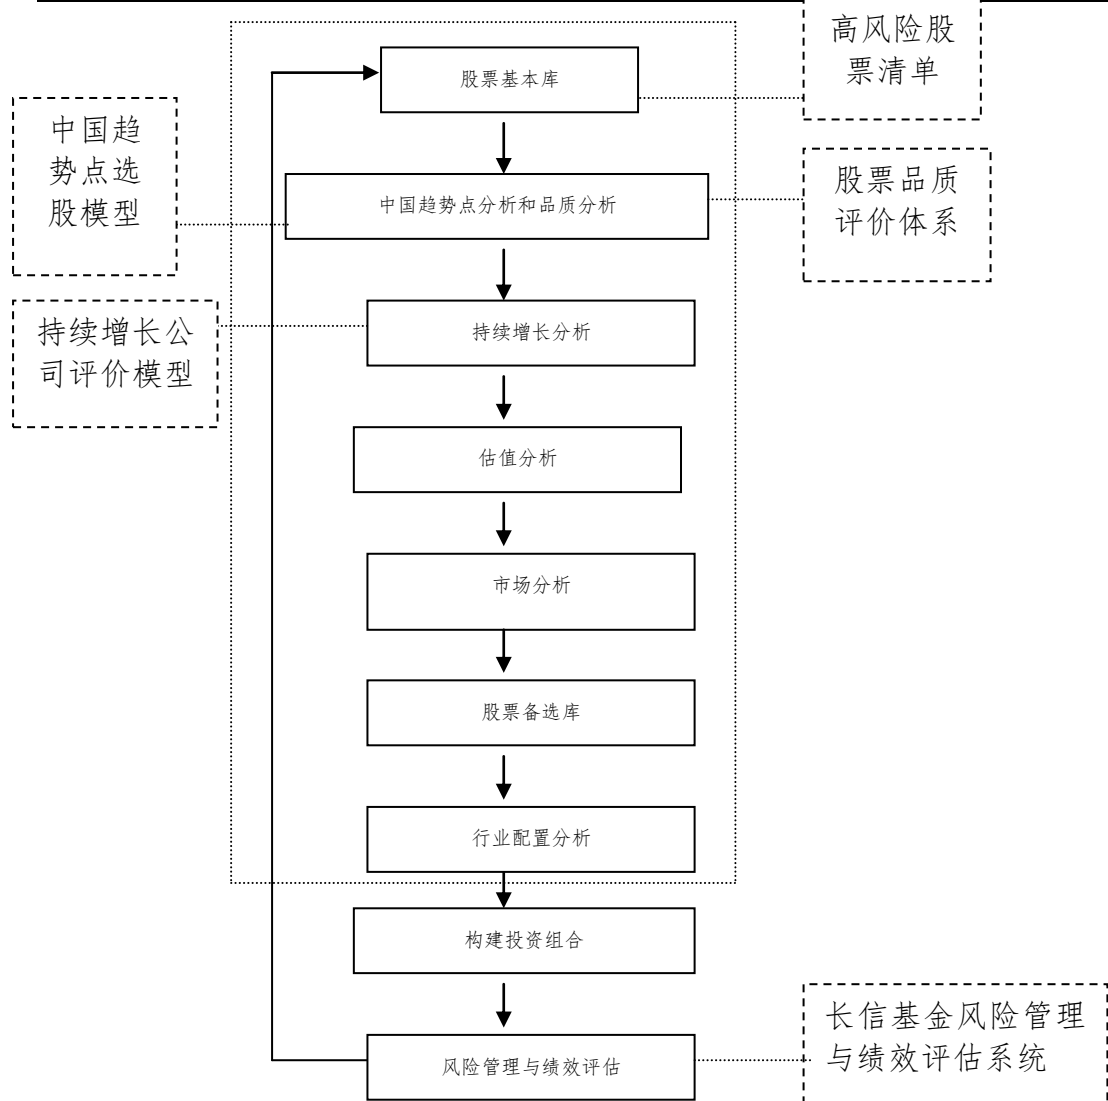 高风险股
票清单
股票基本库
中国趋
势点选
股模型
股票品质
评价体系
中国趋势点分析和品质分析
持续增长公
司评价模型
持续增长分析
估值分析
市场分析
股票备选库
行业配置分析
构建投资组合
长信基金风险管理
与绩效评估系统
风险管理与绩效评估